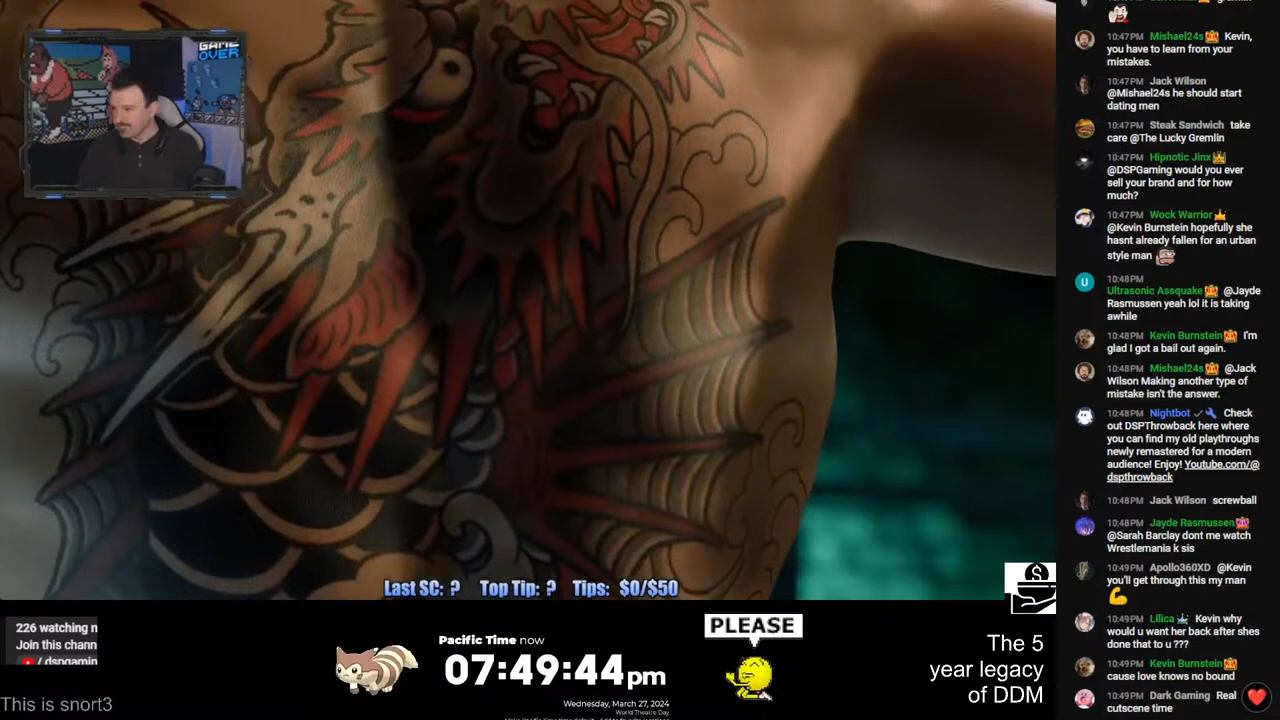 GAME
OVER
Last SC: ? Top Tip: ? Tips: $0/$50
226 watching n
Join this chann
/ dspgamin
This is snort3
Pacific Time now
07:49:44pm
Wednesday, March 27, 2024
World Theatre Day
PLEASE
The 5
year legacy
of DDM
10:47PM Mishael24s Kevin,
you have to learn from your
mistakes.
10:47PM Jack Wilson
@Mishael24s he should start
dating men
10:47PM Steak Sandwich take
care @The Lucky Gremlin
10:47PM Hipnotic Jinx
@DSPGaming would you ever
sell your brand and for how
much?
10:47PM Wock Warrior
@Kevin Burnstein hopefully she
hasnt already fallen for an urban
style man
10:48PM
Ultrasonic Assquake @Jayde
Rasmussen yeah lol it is taking
awhile
10:48PM Kevin Burnstein I'm
glad I got a bail out again.
10:48PM Mishael24s @Jack
Wilson Making another type of
mistake isn't the answer.
10:48PM Nightbot Check
out DSPThrowback here where
you can find my old playthroughs
newly remastered for a modern
audience! Enjoy! Youtube.com/@
dspthrowback
10:48PM Jack Wilson screwball
10:48PM Jayde Rasmussen
@Sarah Barclay dont me watch
Wrestlemania k sis
10:49PM Apollo360XD @Kevin
you'll get through this my man
10:49PM Lilica Kevin why
would u want her back after shes
done that to u ???
10:49PM Kevin Burnstein
cause love knows no bound
10:49PM Dark Gaming Real
cutscene time